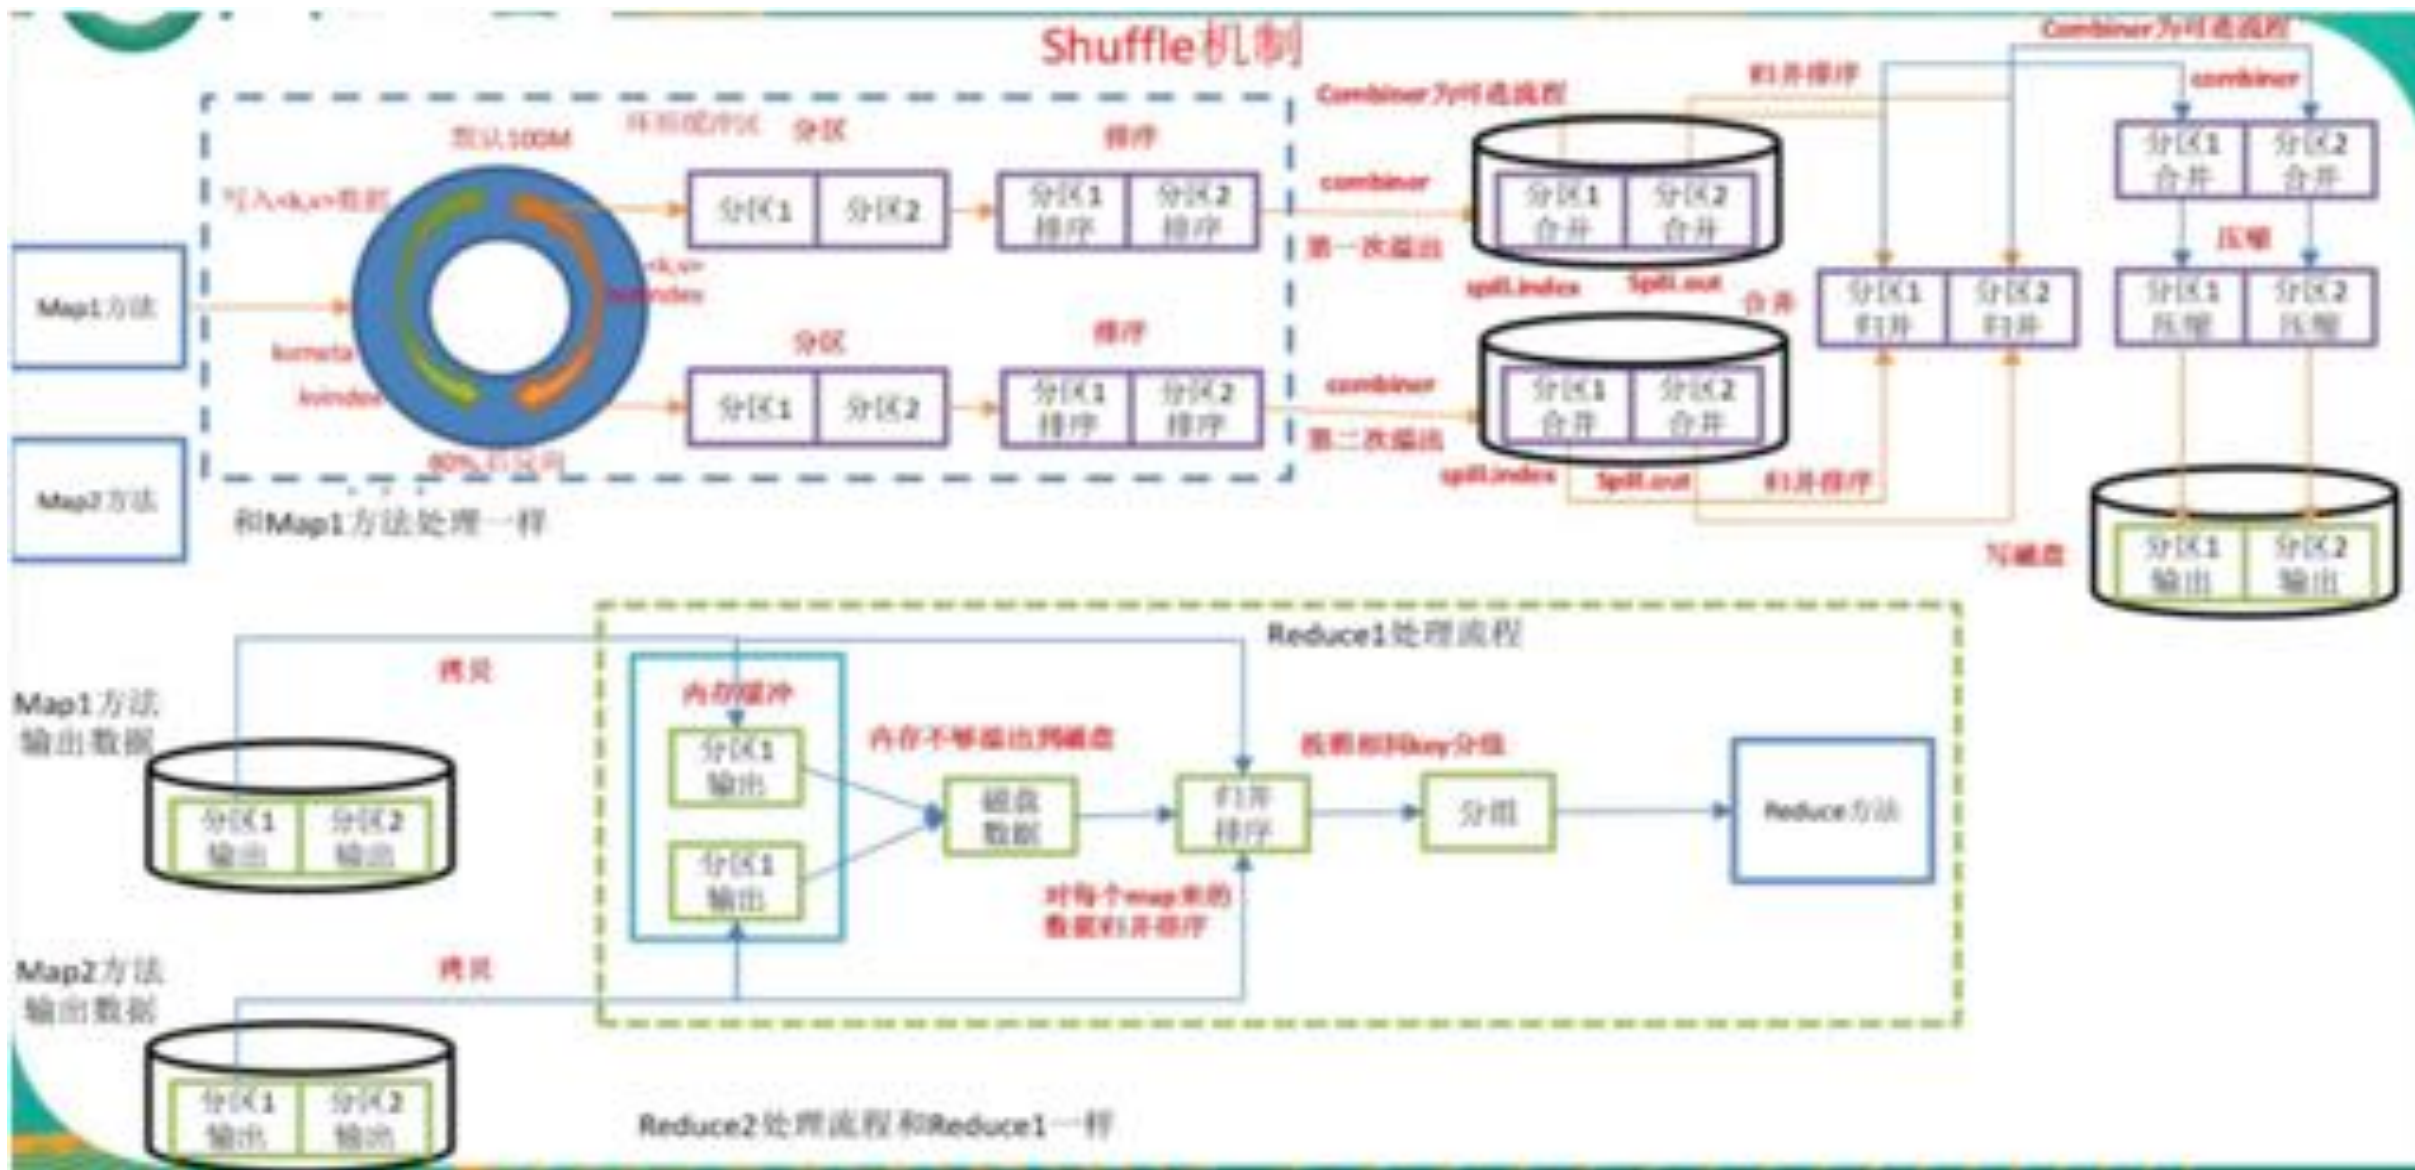 Shuffle机制
Combiner为可选流程
归并排序
combiner
Combiner为可选流程
默认100M
环形缓冲区
分区
排序
写入<k,v>数据
分区1
分区2
分区1
排序
分区2
排序
combiner
第一次溢出
分区1
合并
分区2
合并
spill.index
Spill.out
分区1
合并
分区2
合并
压缩
Map1方法
<k,v>
kvmeta
kvindex
分区
排序
分区1
分区2
分区1
排序
分区2
排序
combiner
第二次溢出
分区1
合并
分区2
合并
spill.index
Spill.out
归并排序
合并
分区1
归并
分区2
归并
分区1
压缩
分区2
压缩
Map2方法
和Map1方法处理一样
写磁盘
分区1
输出
分区2
输出
Reduce1处理流程
拷贝
Map1方法
输出数据
分区1
输出
分区2
输出
内存缓冲
分区1
输出
分区1
输出
内存不够溢出到磁盘
磁盘
数据
归并
排序
按照相同key分组
分组
Reduce方法
对每个map来的
数据归并排序
拷贝
Map2方法
输出数据
分区1
输出
分区2
输出
Reduce2处理流程和Reduce1一样